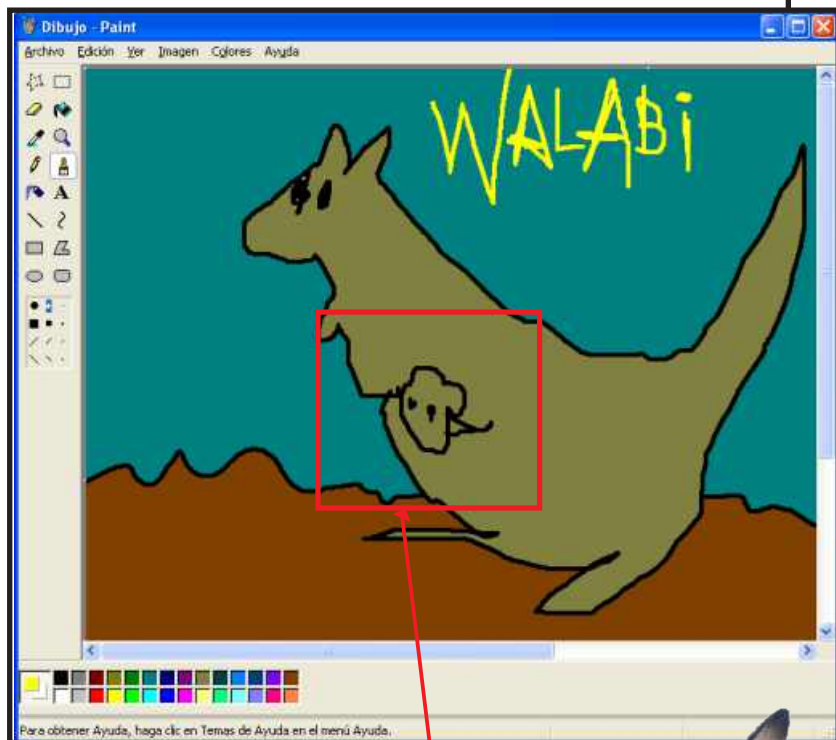 Dibujo - Paint
Archivo Edición Ver Imagen Colores Ayuda
WALABi
A
Para obtener Ayuda, haga clic en Temas de Ayuda en el menú Ayuda.